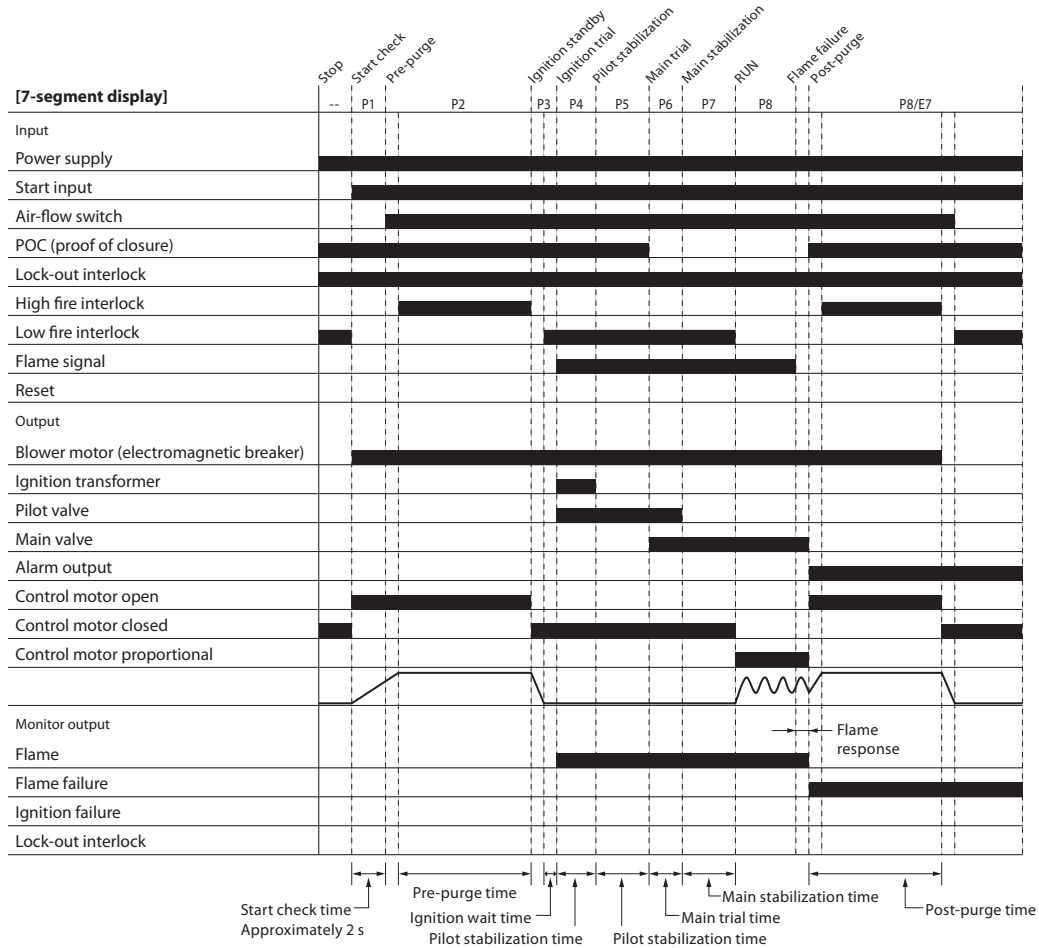 Stop
Start check
Pre-purge
Ignition standby
Ignition trial
Pilot stabilization
Main trial
Main stabilization
RUN
Flame failure
Post-purge
[7-segment display]
-- P1 P2 P3 P4 P5 P6 P7 P8 P8/E7
Input
Power supply
Start input
Air-flow switch
POC (proof of closure)
Lock-out interlock
High fire interlock
Low fire interlock
Flame signal
Reset
Output
Blower motor (electromagnetic breaker)
Ignition transformer
Pilot valve
Main valve
Alarm output
Control motor open
Control motor closed
Control motor proportional
Monitor output
Flame
response
Flame
Flame failure
Ignition failure
Lock-out interlock
Start check time
Approximately 2 s
Pre-purge time
Ignition wait time
Pilot stabilization time
Pilot stabilization time
Main trial time
Main stabilization time
Post-purge time